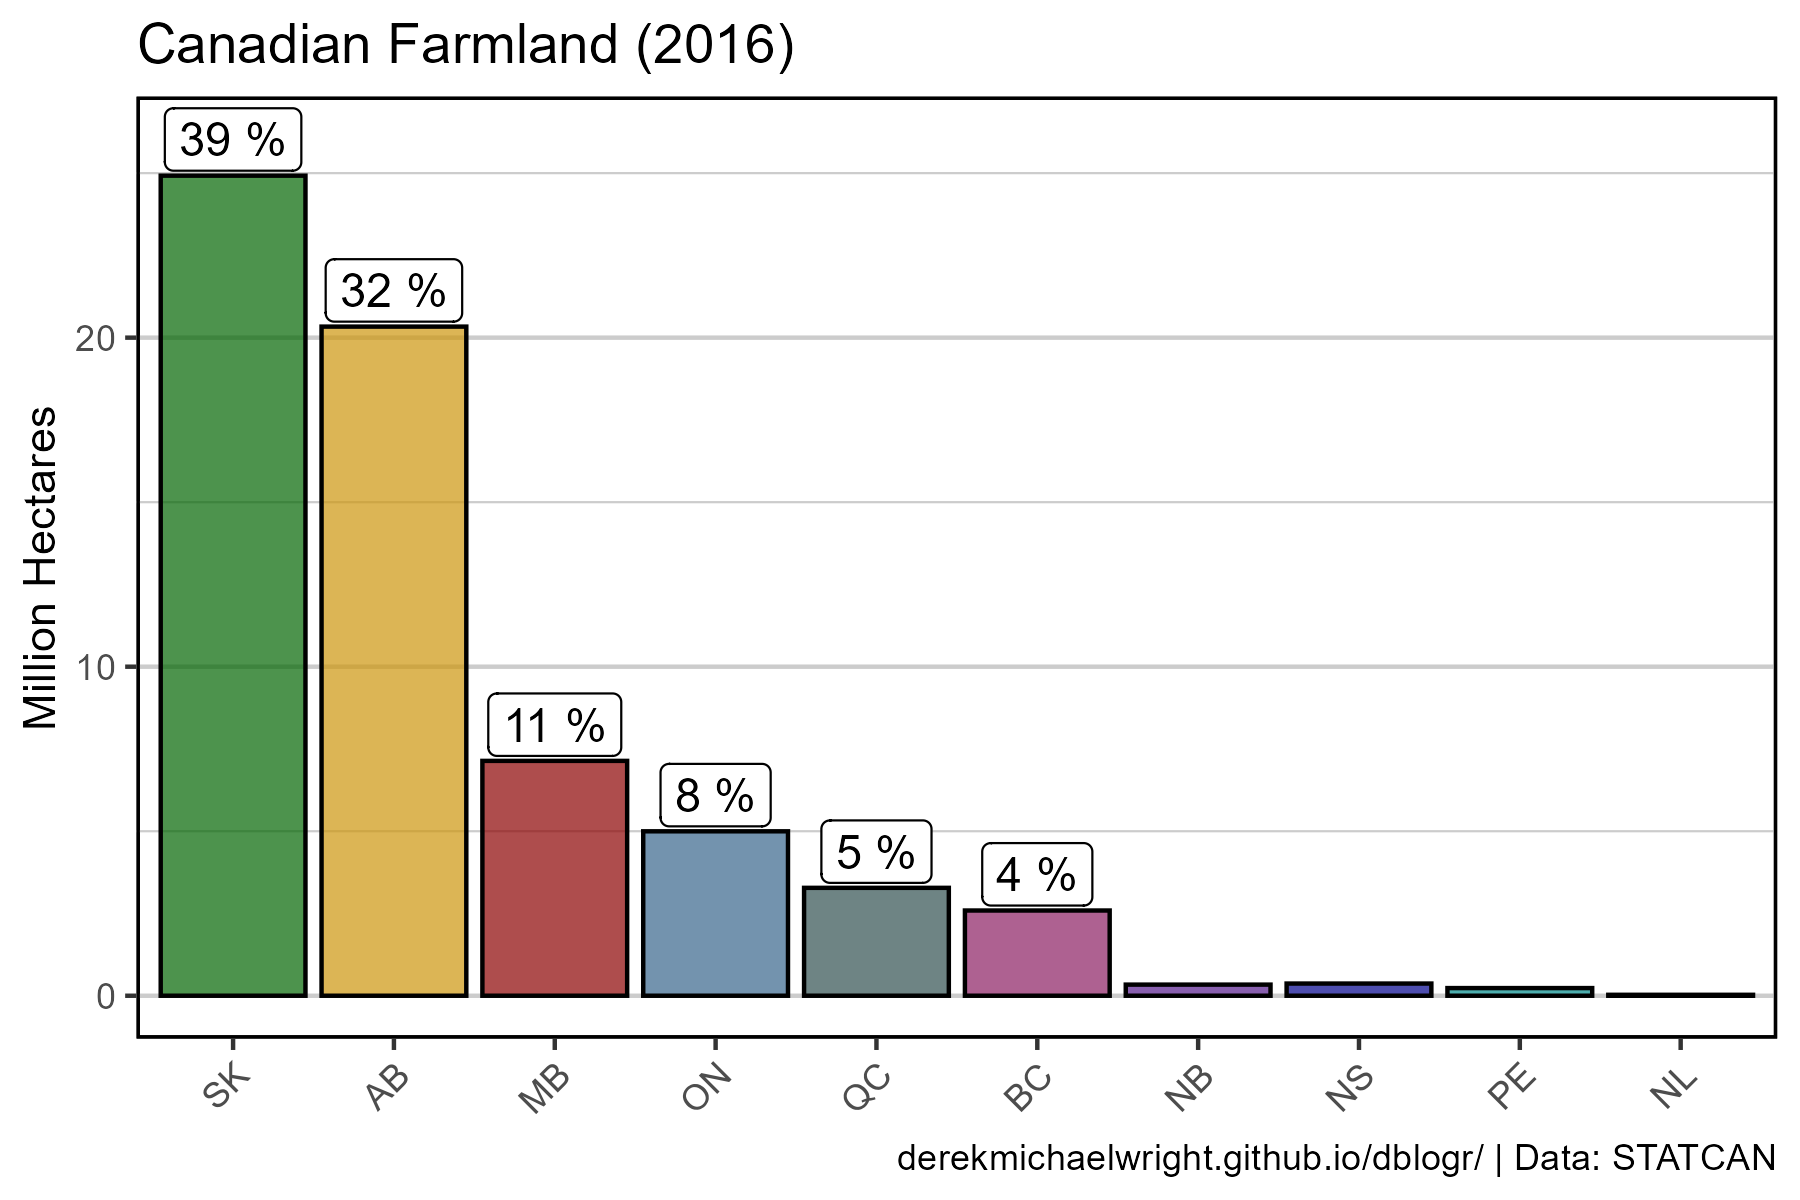 Canadian Farmland (2016)
39 %
32 %
11 %
8 %
5 %
4 %
20
10
0
Million Hectares
SK
AB
MB
ON
QC
BC
NB
NS
PE
NL
derekmichaelwright.github.io/dblogr/ | Data: STATCAN